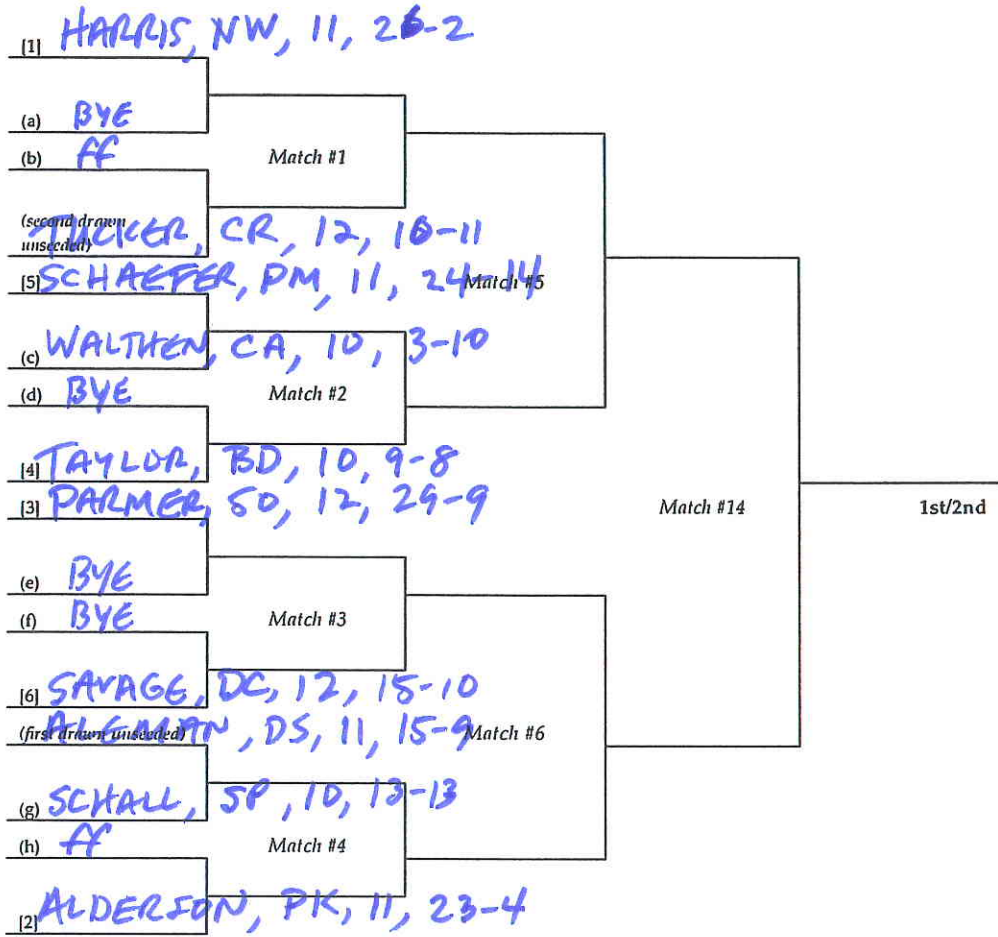 [1] HARRIS, NW, 11, 26-2
(a) BYE
(b) ff
Match #1
(second drawn
unseeded) TUCKER, CR, 12, 10-11
[5] SCHAEFER, PM, 11, 24-14
Match #5
(c) WALTHEN, CA, 10, 3-10
(d) BYE
Match #2
[4] TAYLOR, BD, 10, 9-8
[3] PARMER, SO, 12, 29-9
Match #14
1st/2nd
(e) BYE
(f) BYE
Match #3
[6] SAVAGE, DC, 12, 15-10
(first drawn unseeded) ALEMAN, DS, 11, 15-9
Match #6
(g) SCHALL, SP, 10, 13-13
(h) ff
Match #4
[2] ALDERSON, PK, 11, 23-4